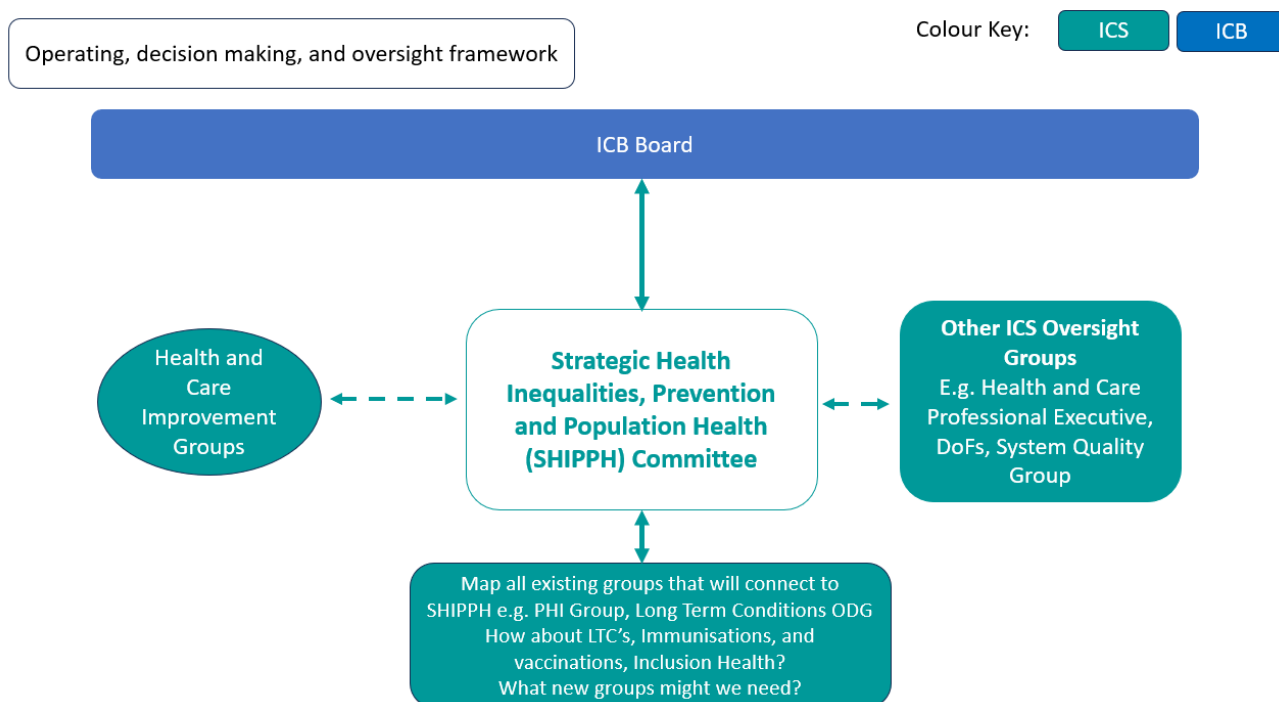 Operating, decision making, and oversight framework
Colour Key:
ICS
ICB
ICB Board
Health and
Care
Improvement
Groups
Strategic Health
Inequalities, Prevention
and Population Health
(SHIPPH) Committee
Other ICS Oversight
Groups
E.g. Health and Care
Professional Executive,
DoFs, System Quality
Group
Map all existing groups that will connect to
SHIPPH e.g. PHI Group, Long Term Conditions ODG
How about LTC's, Immunisations, and
vaccinations, Inclusion Health?
What new groups might we need?